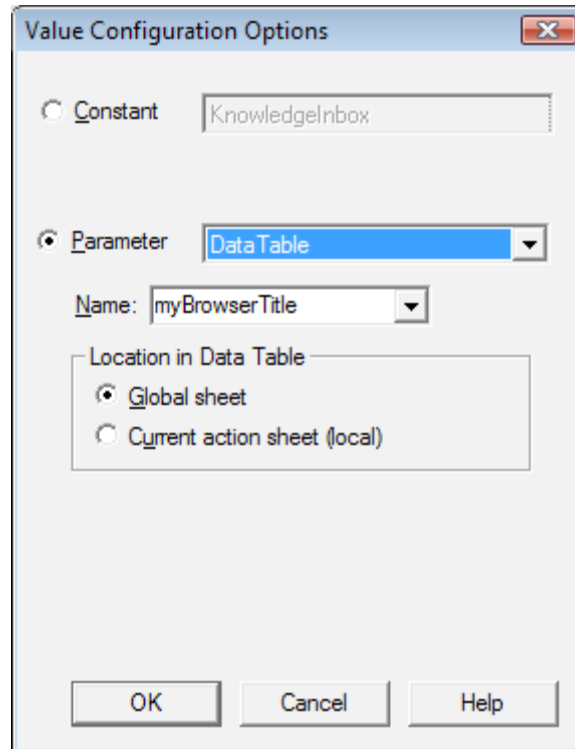 Value Configuration Options
Constant KnowledgeInbox
Parameter DataTable
Name: myBrowserTitle
Location in Data Table
Global sheet
Current action sheet (local)
OK Cancel Help